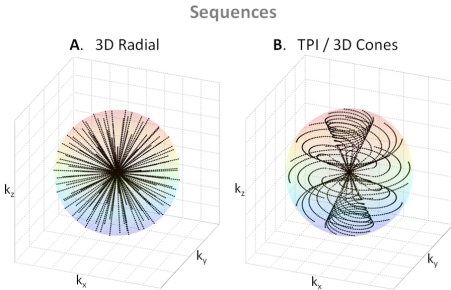 Sequences
A. 3D Radial
B. TPI / 3D Cones
kz
kx
ky
kz
kx
ky